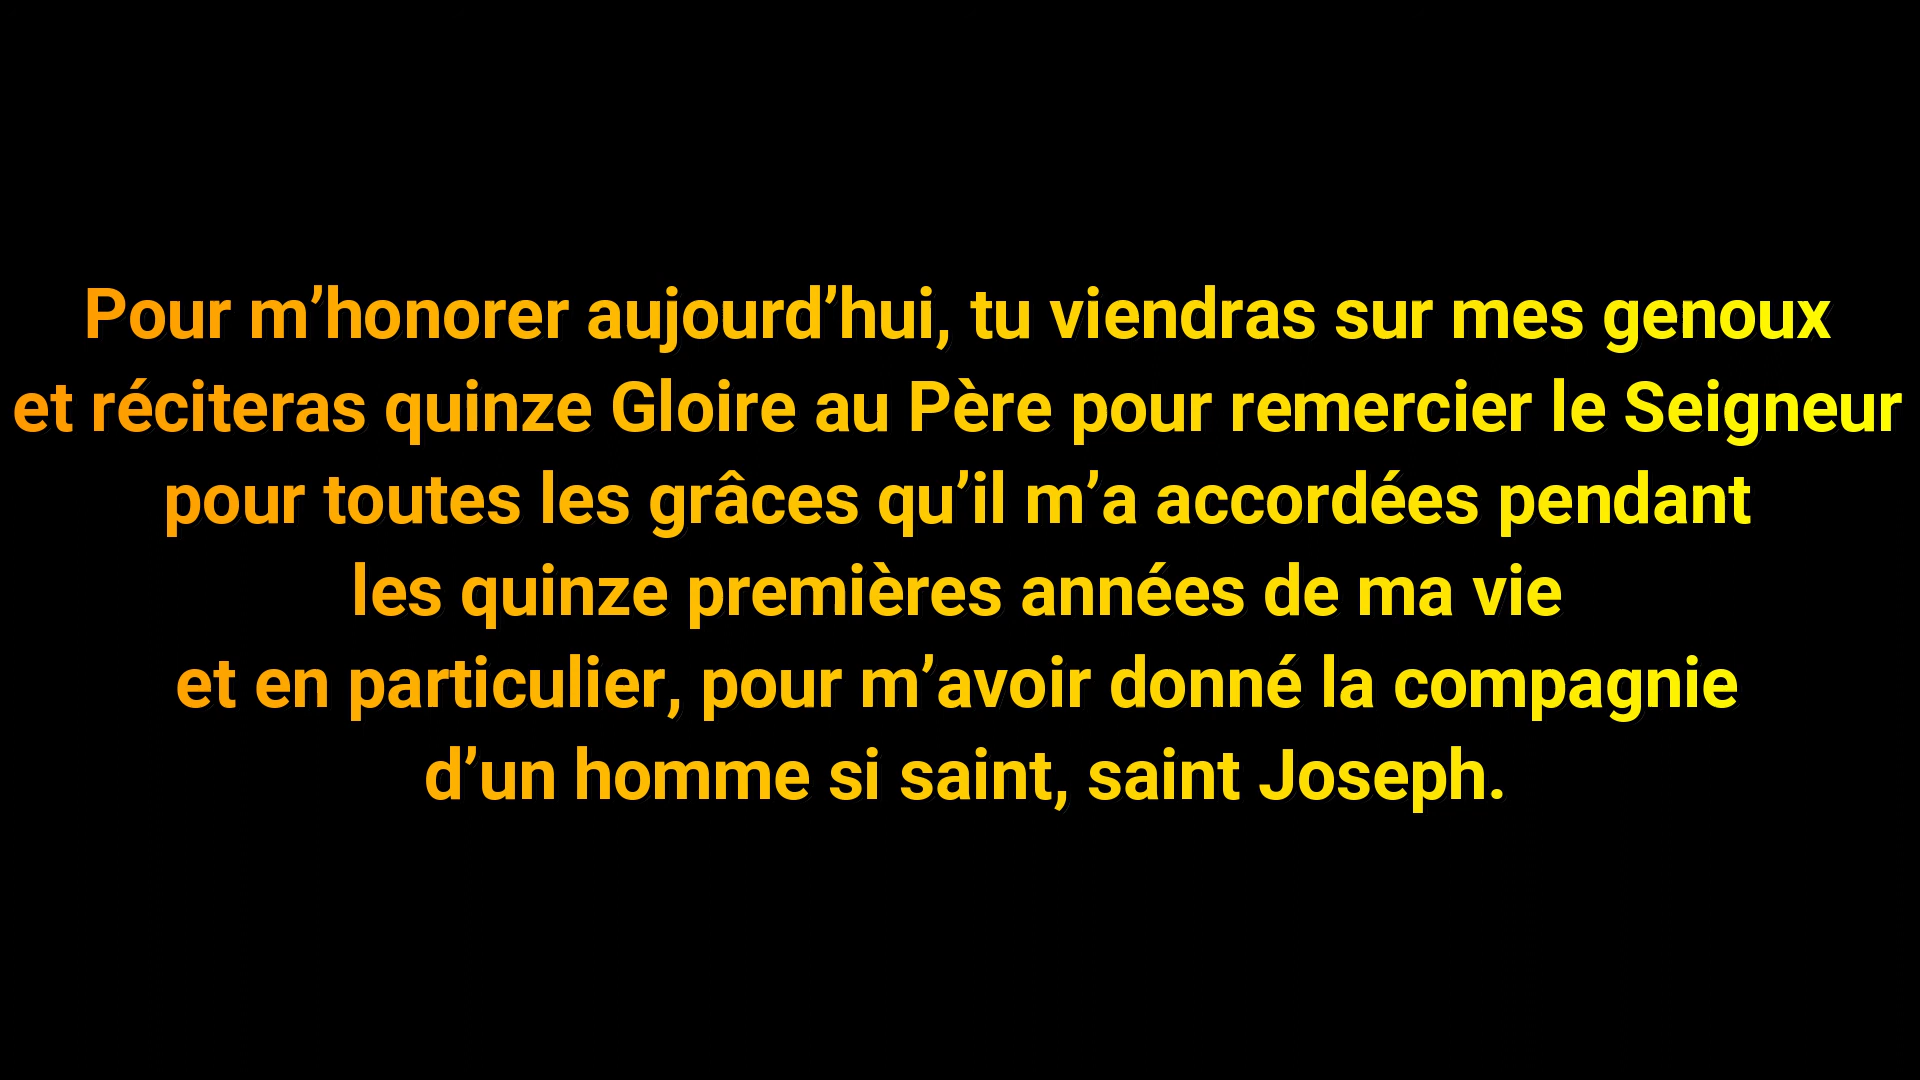 Pour m’honorer aujourd’hui, tu viendras sur mes genoux
et réciteras quinze Gloire au Père pour remercier le Seigneur
pour toutes les grâces qu’il m’a accordées pendant
les quinze premières années de ma vie
et en particulier, pour m’avoir donné la compagnie
d’un homme si saint, saint Joseph.